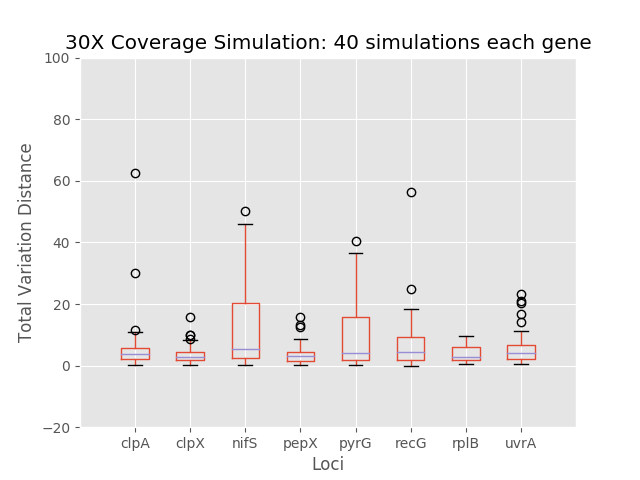 30X Coverage Simulation: 40 simulations each gene
Total Variation Distance
100
80
60
40
20
0
−20
clpA clpX nifS pepX pyrG recG rplB uvrA
Loci